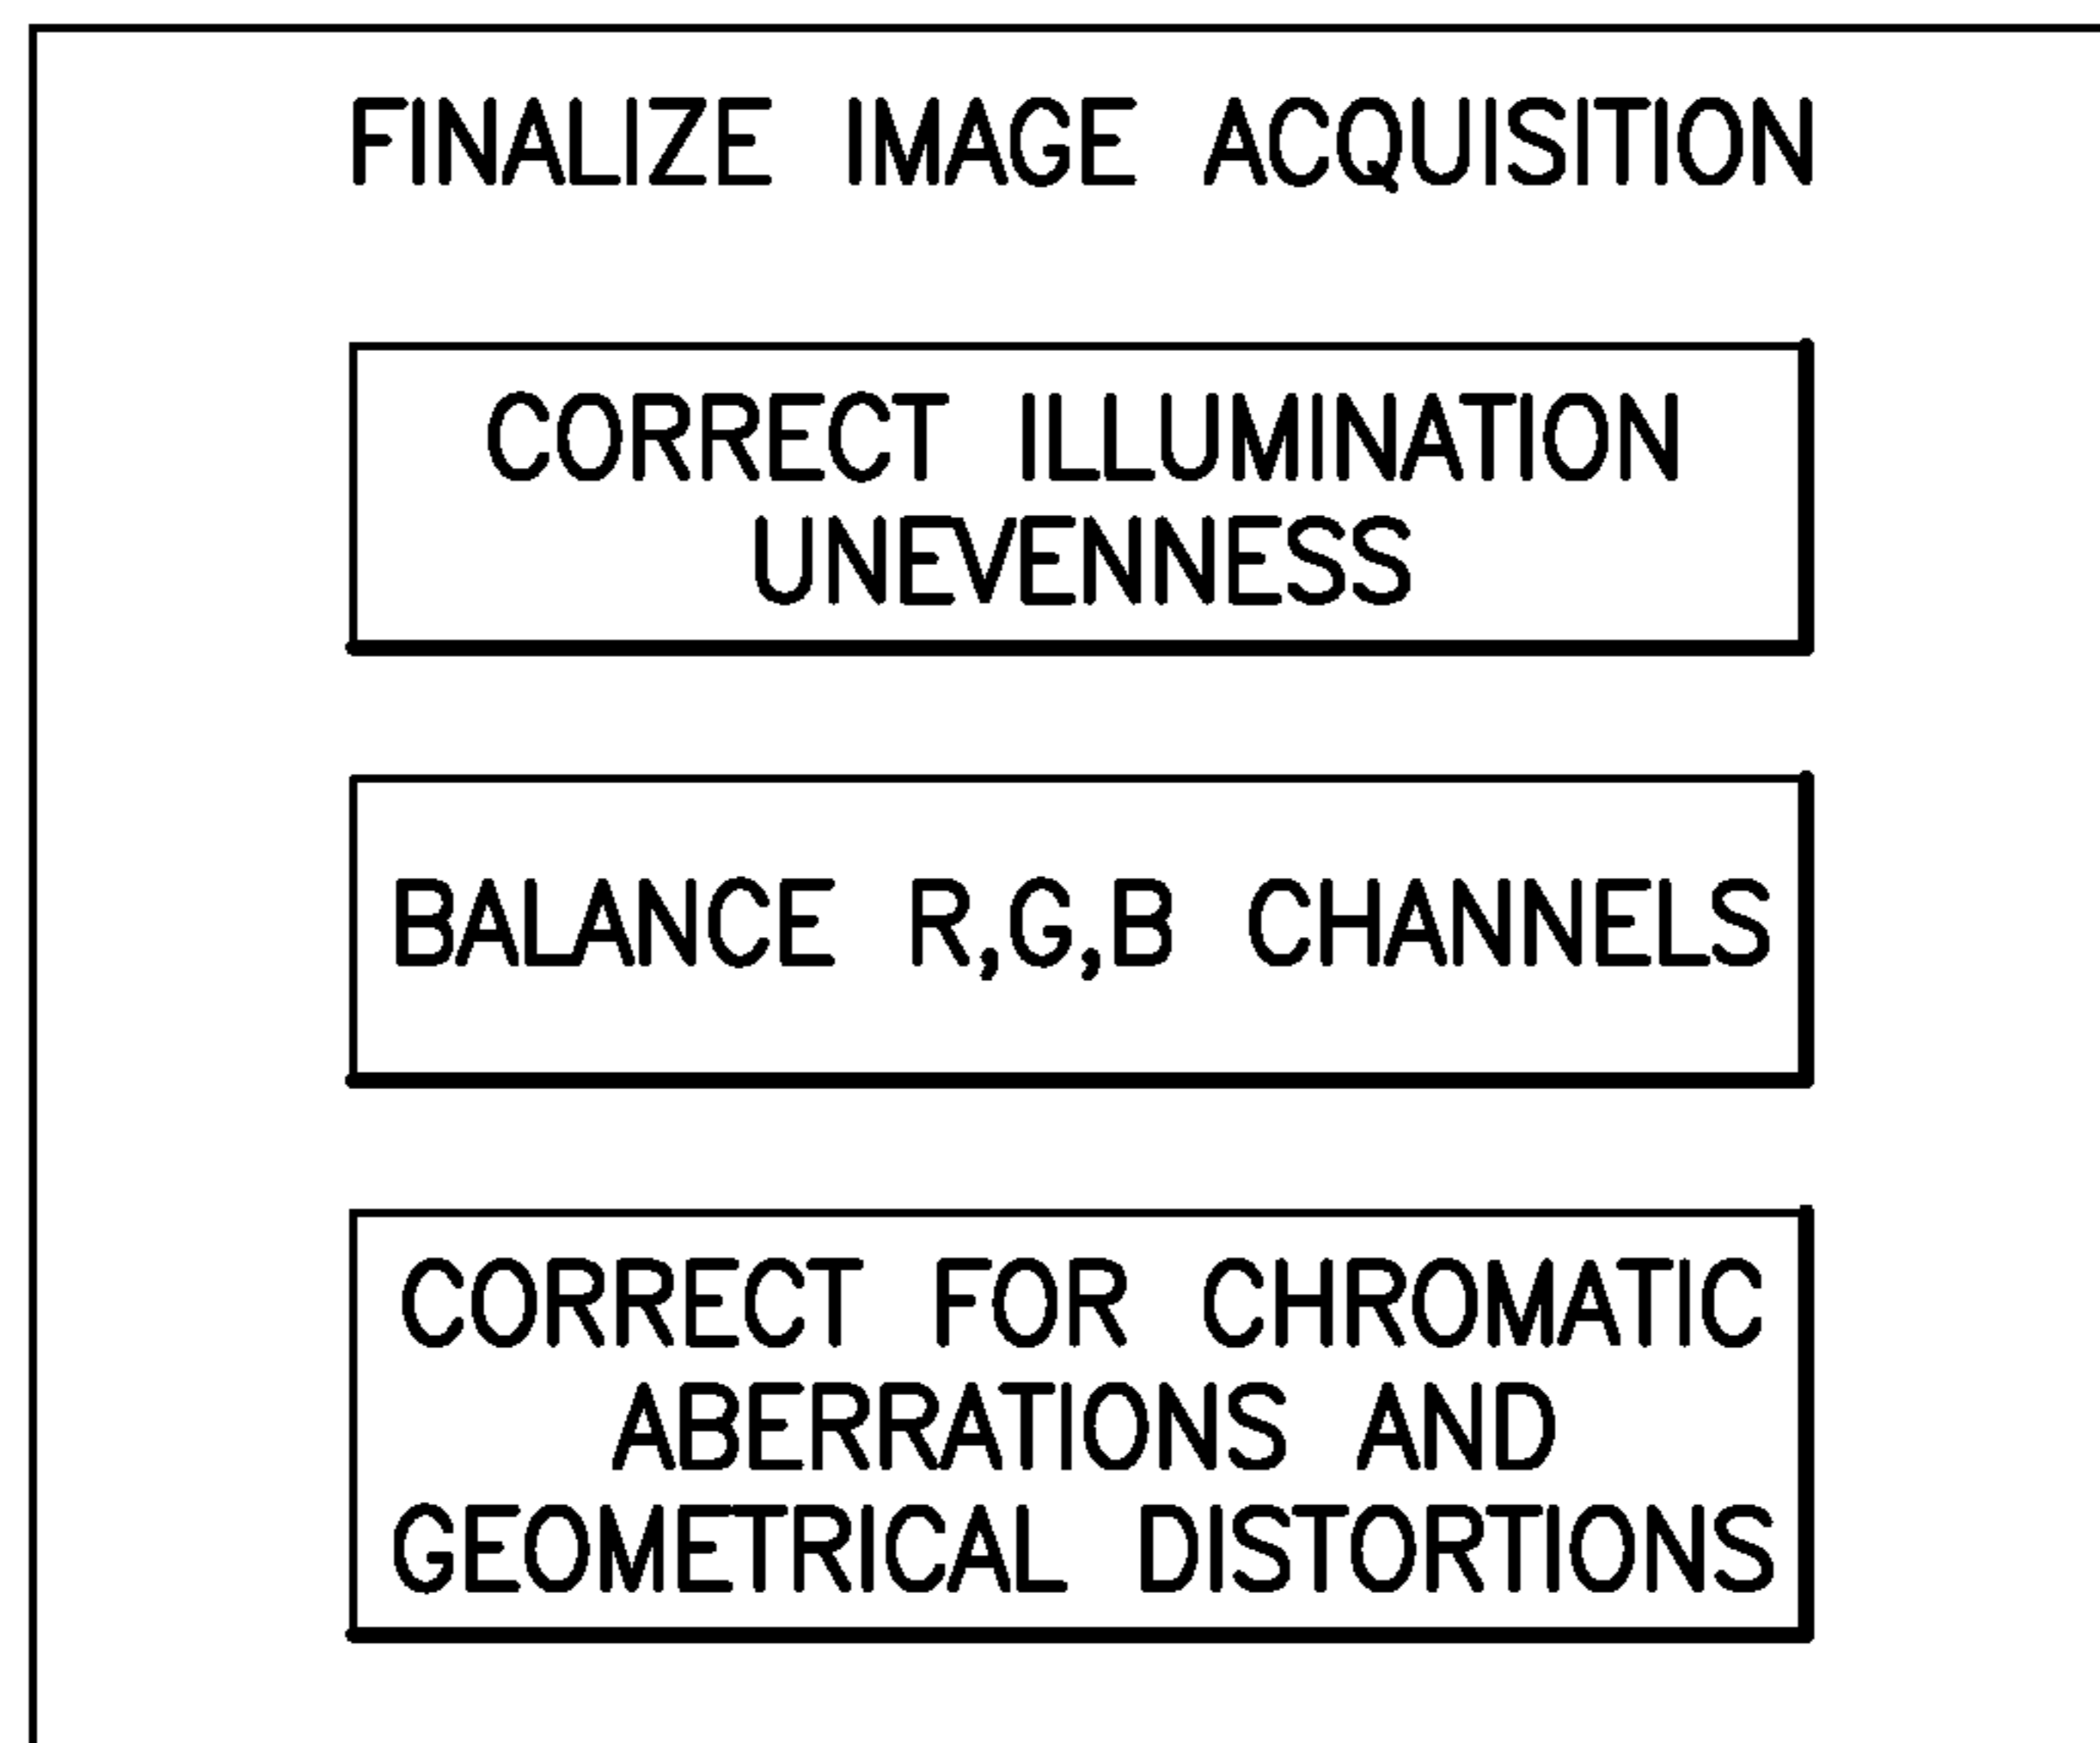 FINALIZE IMAGE ACQUISITION
CORRECT ILLUMINATION
UNEVENNESS
BALANCE R,G,B CHANNELS
CORRECT FOR CHROMATIC
ABERRATIONS AND
GEOMETRICAL DISTORTIONS